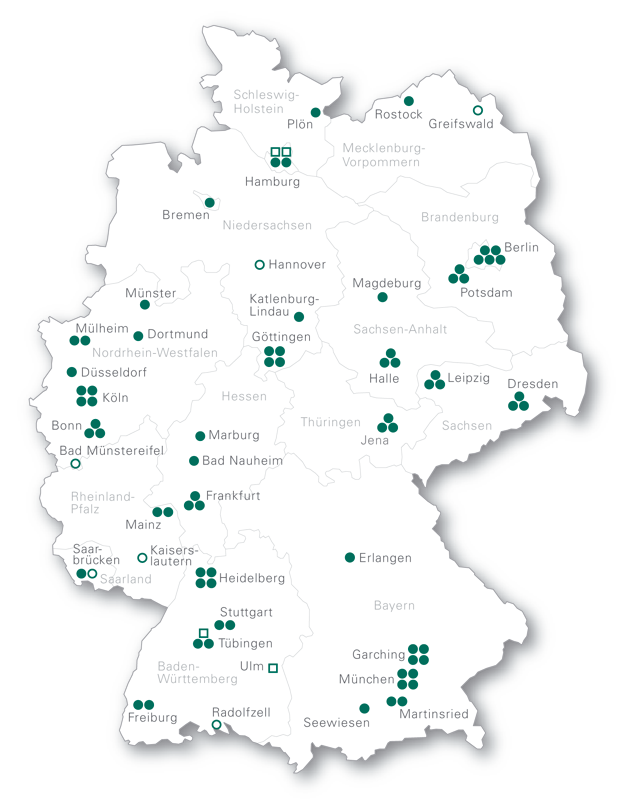 Schleswig-
Holstein
Plön
Rostock
Greifswald
Mecklenburg-
Vorpommern
Hamburg
Bremen
Niedersachsen
Brandenburg
Berlin
Hannover
Potsdam
Magdeburg
Münster
Katlenburg-
Lindau
Mülheim
Dortmund
Sachsen-Anhalt
Göttingen
Nordrhein-Westfalen
Düsseldorf
Halle
Leipzig
Dresden
Köln
Hessen
Bonn
Thüringen
Sachsen
Jena
Marburg
Bad Münstereifel
Bad Nauheim
Rheinland-
Pfalz
Frankfurt
Mainz
Saar-
brücken
Kaisers-
lautern
Saarland
Erlangen
Heidelberg
Bayern
Stuttgart
Tübingen
Garching
Baden-
Württemberg
Ulm
München
Freiburg
Radolfzell
Seewiesen
Martinsried